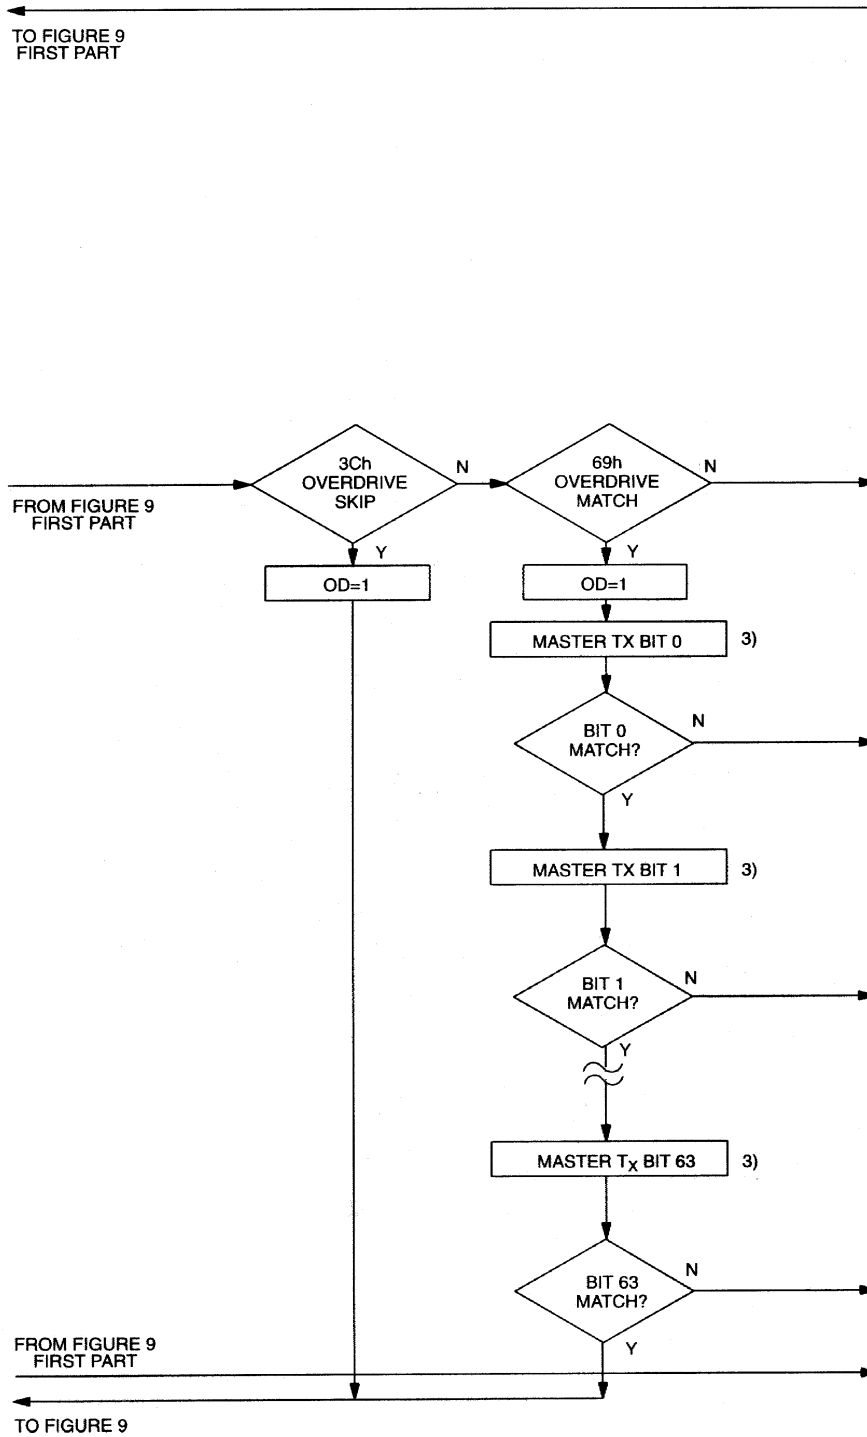 TO FIGURE 9
FIRST PART
3Ch
OVERDRIVE
SKIP
N
69h
OVERDRIVE
MATCH
N
FROM FIGURE 9
FIRST PART
Y
Y
OD=1
OD=1
MASTER TX BIT 0
3)
BIT 0
MATCH?
N
Y
MASTER TX BIT 1
3)
BIT 1
MATCH?
N
Y
MASTER TX BIT 63
3)
BIT 63
MATCH?
N
Y
FROM FIGURE 9
FIRST PART
TO FIGURE 9